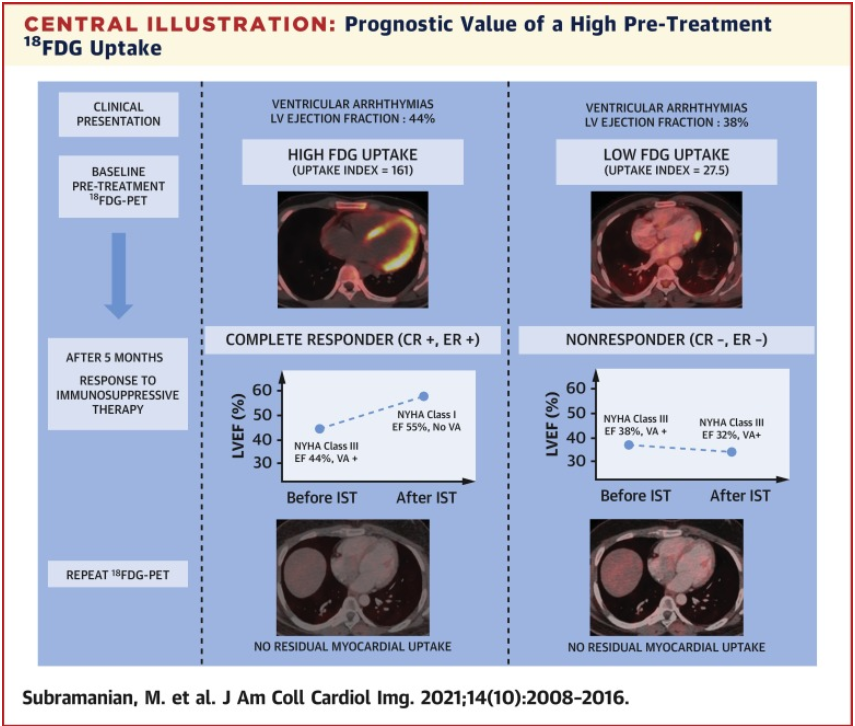 CENTRAL ILLUSTRATION: Prognostic Value of a High Pre-Treatment
¹⁸FDG Uptake
CLINICAL
PRESENTATION
VENTRICULAR ARRHYTHMIAS
LV EJECTION FRACTION : 44%
VENTRICULAR ARRHYTHMIAS
LV EJECTION FRACTION : 38%
BASELINE
PRE-TREATMENT
¹⁸FDG-PET
HIGH FDG UPTAKE
(UPTAKE INDEX = 161)
LOW FDG UPTAKE
(UPTAKE INDEX = 27.5)
AFTER 5 MONTHS
RESPONSE TO
IMMUNOSUPPRESSIVE
THERAPY
COMPLETE RESPONDER (CR +, ER +)
LVEF (%)
60
50
40
30
NYHA Class III
EF 44%, VA +
NYHA Class I
EF 55%, No VA
Before IST
After IST
NONRESPONDER (CR –, ER –)
LVEF (%)
60
50
40
30
NYHA Class III
EF 38%, VA +
NYHA Class III
EF 32%, VA+
Before IST
After IST
REPEAT ¹⁸FDG-PET
NO RESIDUAL MYOCARDIAL UPTAKE
NO RESIDUAL MYOCARDIAL UPTAKE
Subramanian, M. et al. J Am Coll Cardiol Img. 2021;14(10):2008–2016.